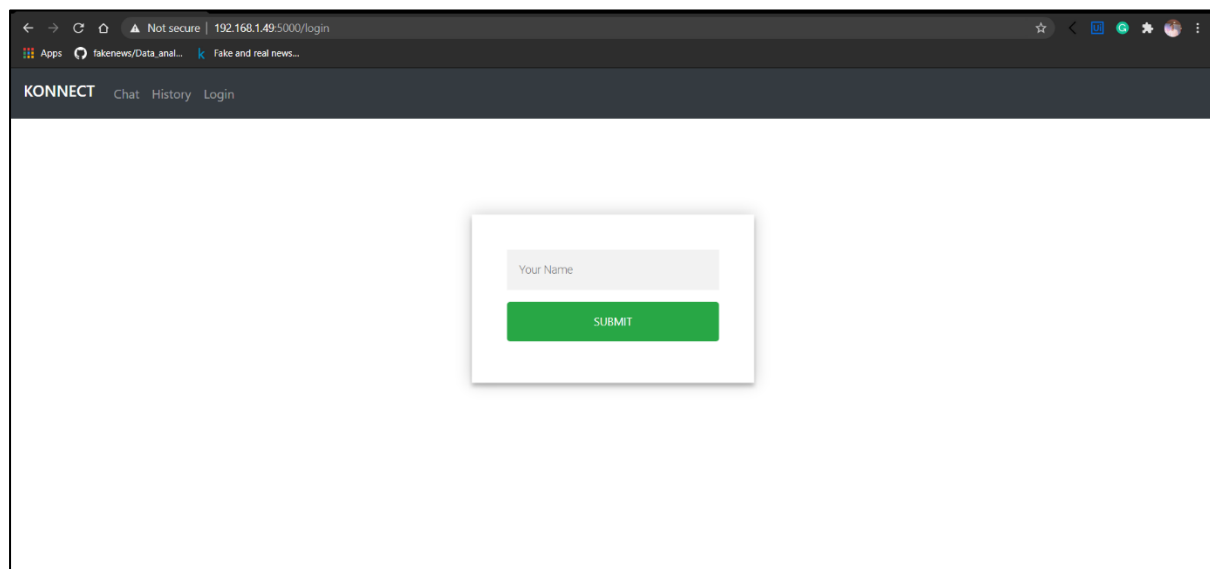 Not secure | 192.168.1.49:5000/login
Apps fakenews/Data_anal... Fake and real news...
KONNECT Chat History Login
Your Name
SUBMIT